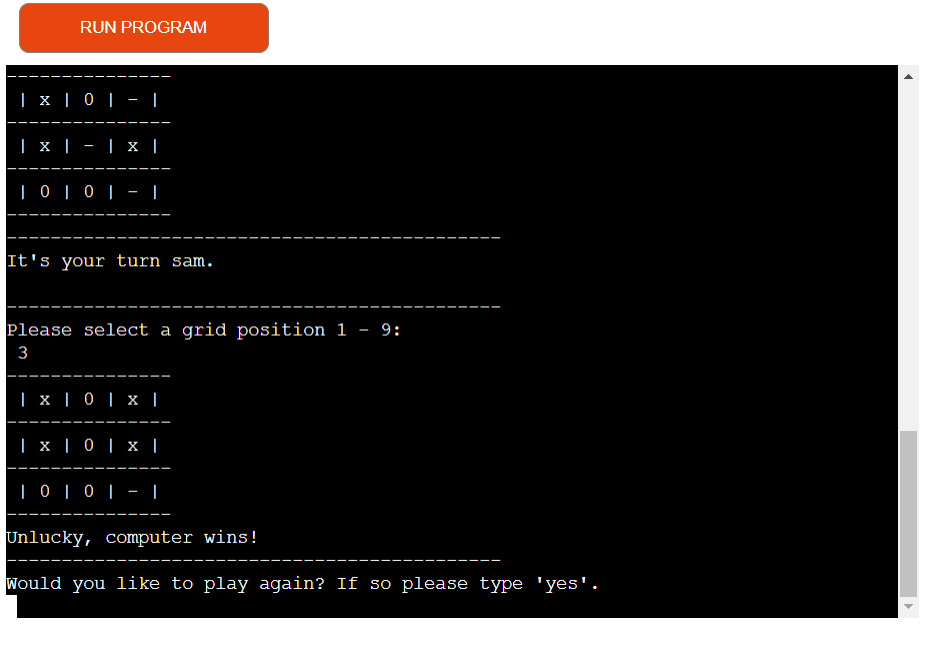 RUN PROGRAM
---------------
| x | 0 | - |
---------------
| x | - | x |
---------------
| 0 | 0 | - |
---------------
---------------------------------------------
It's your turn sam.
---------------------------------------------
Please select a grid position 1 - 9:
3
---------------
| x | 0 | x |
---------------
| x | 0 | x |
---------------
| 0 | 0 | - |
---------------
Unlucky, computer wins!
---------------------------------------------
Would you like to play again? If so please type 'yes'.